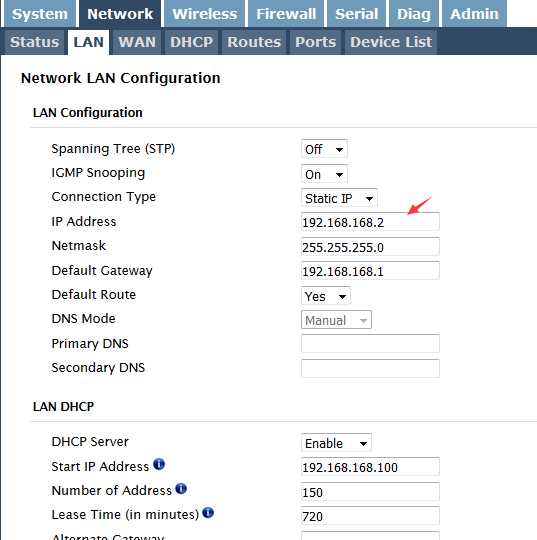 System Network Wireless Firewall Serial Diag Admin
Status LAN WAN DHCP Routes Ports Device List
Network LAN Configuration
LAN Configuration
Spanning Tree (STP) Off
IGMP Snooping On
Connection Type Static IP
IP Address 192.168.168.2
Netmask 255.255.255.0
Default Gateway 192.168.168.1
Default Route Yes
DNS Mode Manual
Primary DNS
Secondary DNS
LAN DHCP
DHCP Server Enable
Start IP Address 192.168.168.100
Number of Address 150
Lease Time (in minutes) 720
Alternate Gateway